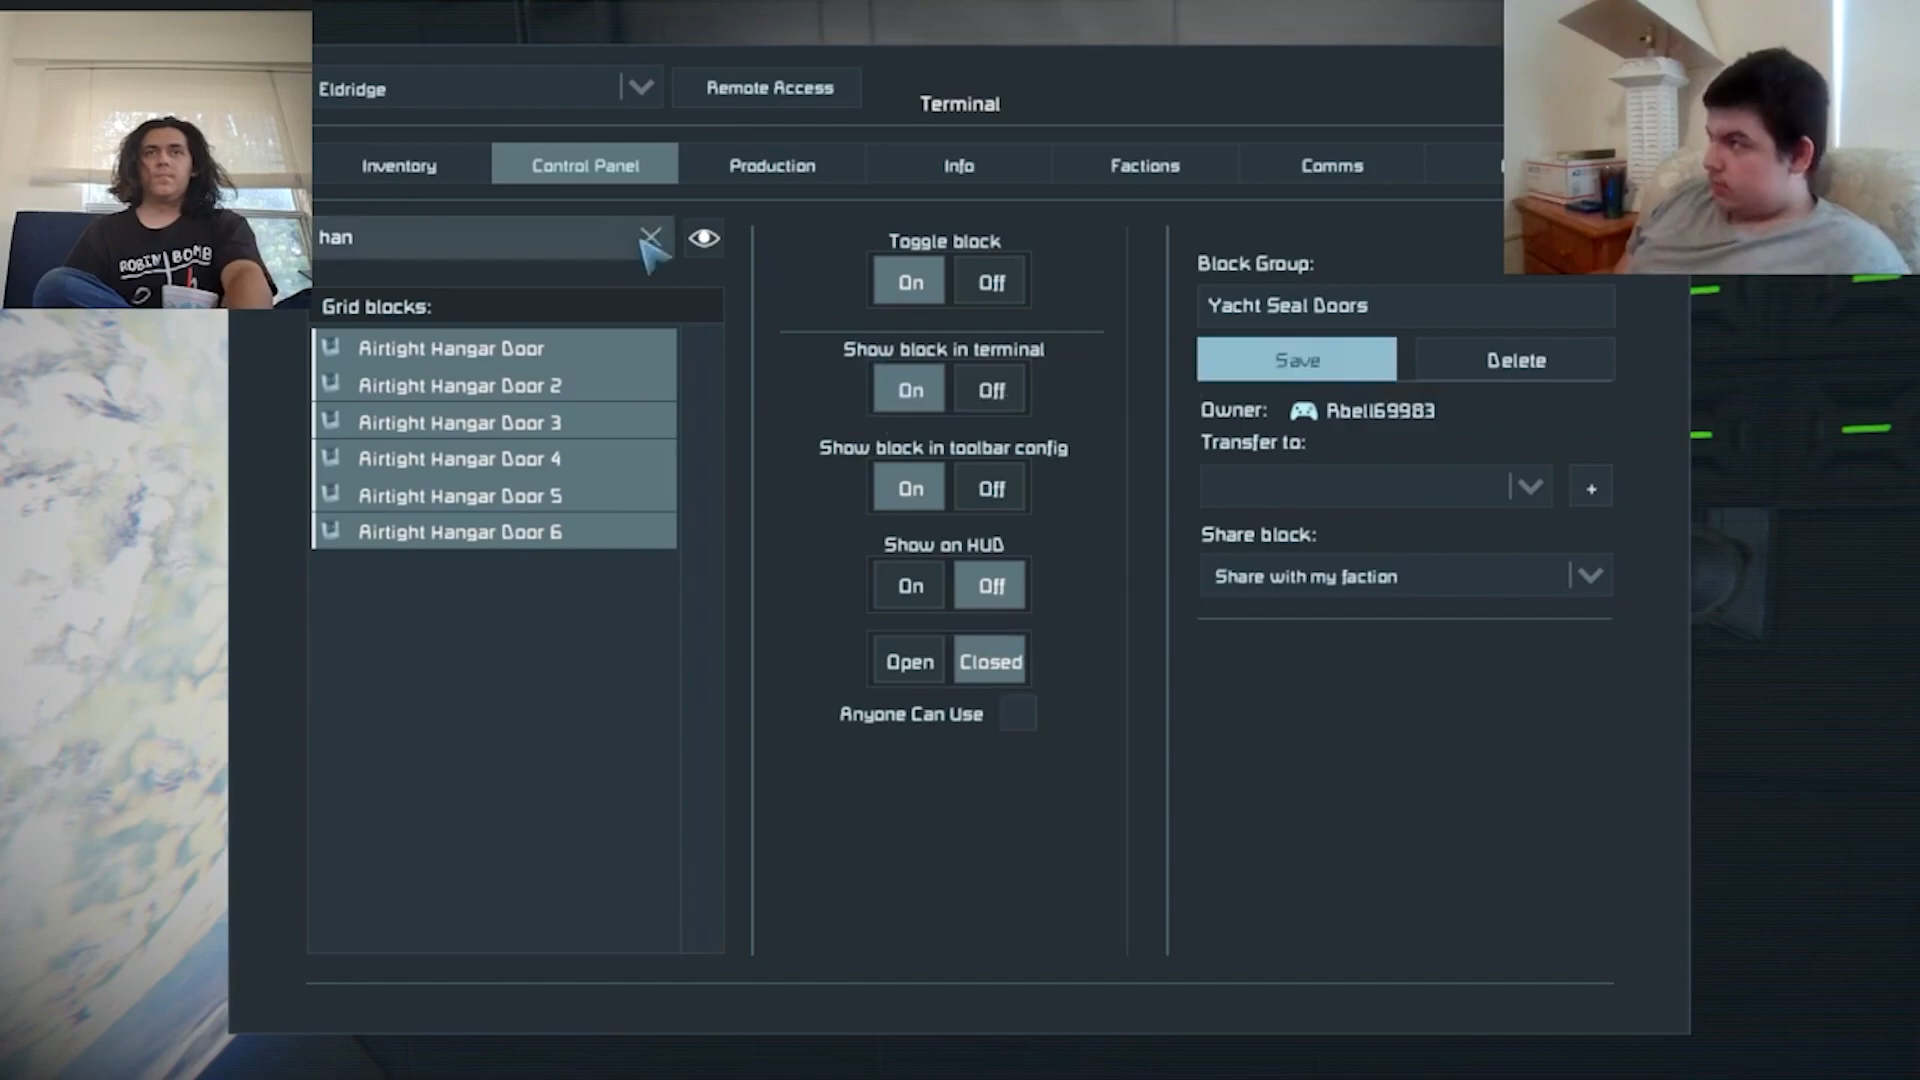 Eldridge
Remote Access
Terminal
Inventory
Control Panel
Production
Info
Factions
Comms
han
Grid blocks:
Airtight Hangar Door
Airtight Hangar Door 2
Airtight Hangar Door 3
Airtight Hangar Door 4
Airtight Hangar Door 5
Airtight Hangar Door 6
Toggle block
On
Off
Show block in terminal
On
Off
Show block in toolbar config
On
Off
Show on HUD
On
Off
Open
Closed
Anyone Can Use
Block Group:
Yacht Seal Doors
Save
Delete
Owner:
Abell69983
Transfer to:
+
Share block:
Share with my faction
ROBIN BOMB